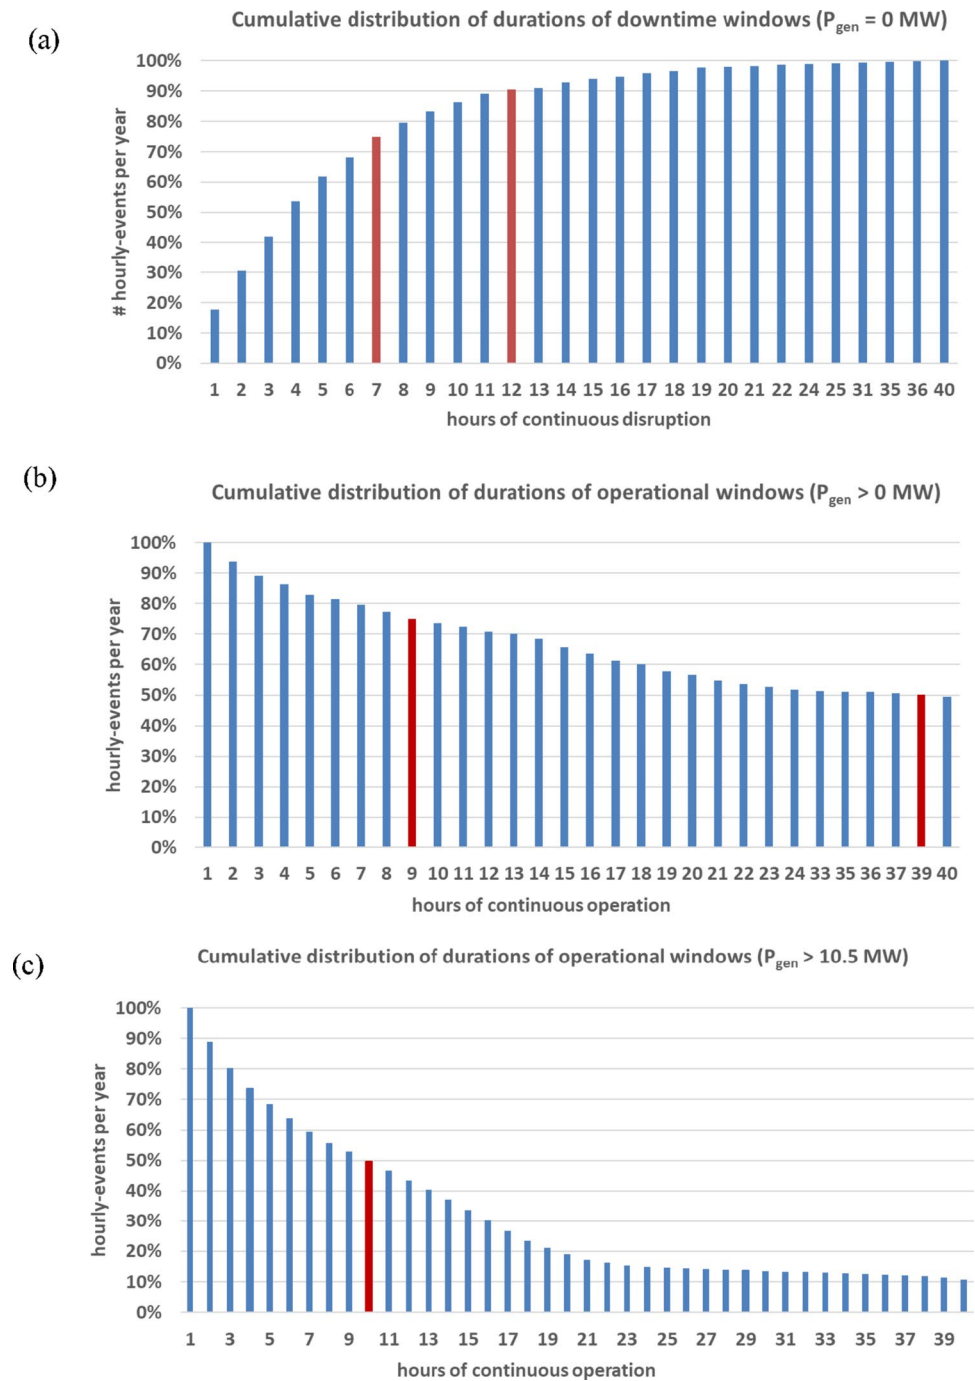 (a)
Cumulative distribution of durations of downtime windows (Pgen = 0 MW)
# hourly-events per year
100%
90%
80%
70%
60%
50%
40%
30%
20%
10%
0%
1 2 3 4 5 6 7 8 9 10 11 12 13 14 15 16 17 18 19 20 21 22 24 25 31 35 36 40
hours of continuous disruption
(b)
Cumulative distribution of durations of operational windows (Pgen > 0 MW)
hourly-events per year
100%
90%
80%
70%
60%
50%
40%
30%
20%
10%
0%
1 2 3 4 5 6 7 8 9 10 11 12 13 14 15 16 17 18 19 20 21 22 23 24 33 35 36 37 39 40
hours of continuous operation
(c)
Cumulative distribution of durations of operational windows (Pgen > 10.5 MW)
hourly-events per year
100%
90%
80%
70%
60%
50%
40%
30%
20%
10%
0%
1 3 5 7 9 11 13 15 17 19 21 23 25 27 29 31 33 35 37 39
hours of continuous operation